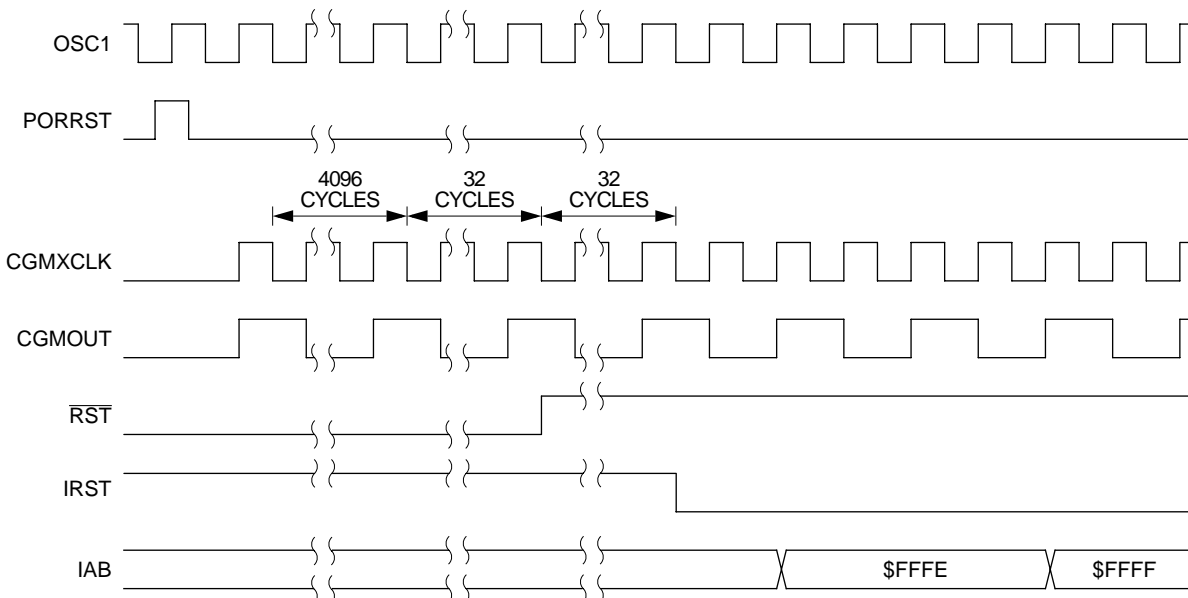 OSC1
PORRST
4096
CYCLES
32
CYCLES
32
CYCLES
CGMXCLK
CGMOUT
RST
IRST
IAB
$FFFE
$FFFF